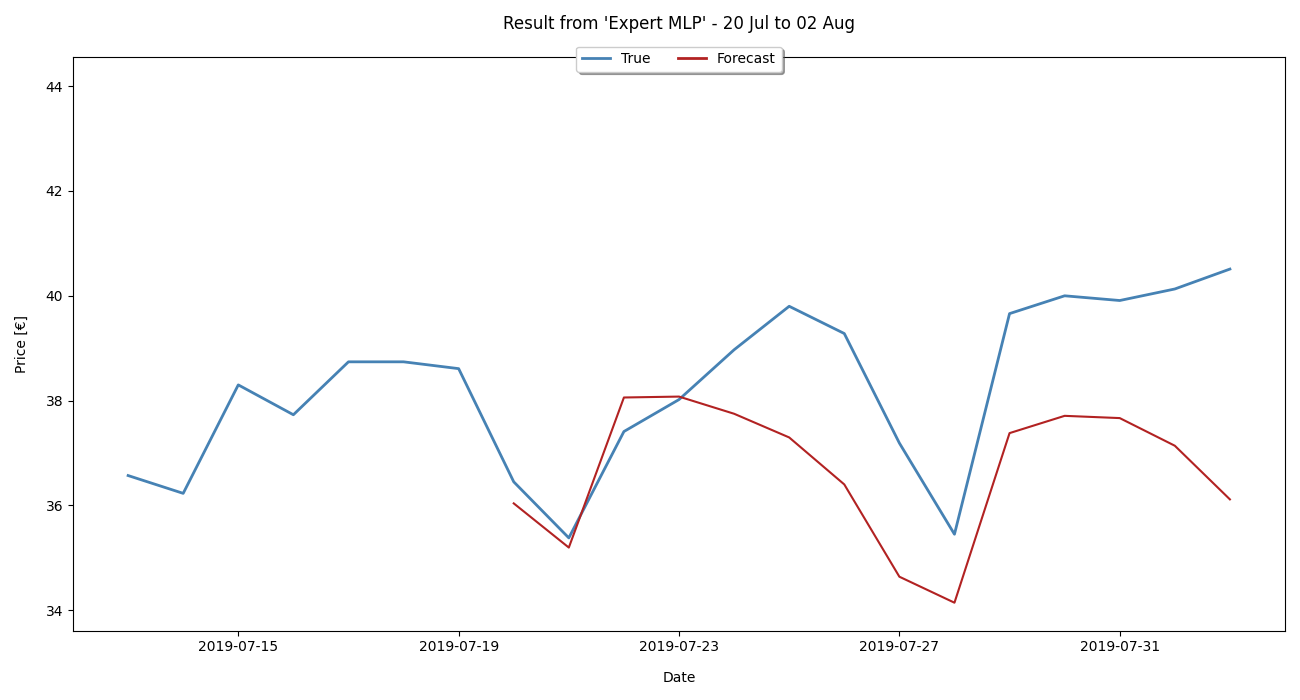 Result from 'Expert MLP' - 20 Jul to 02 Aug
True Forecast
44
42
40
38
36
34
Price [€]
2019-07-15 2019-07-19 2019-07-23 2019-07-27 2019-07-31
Date